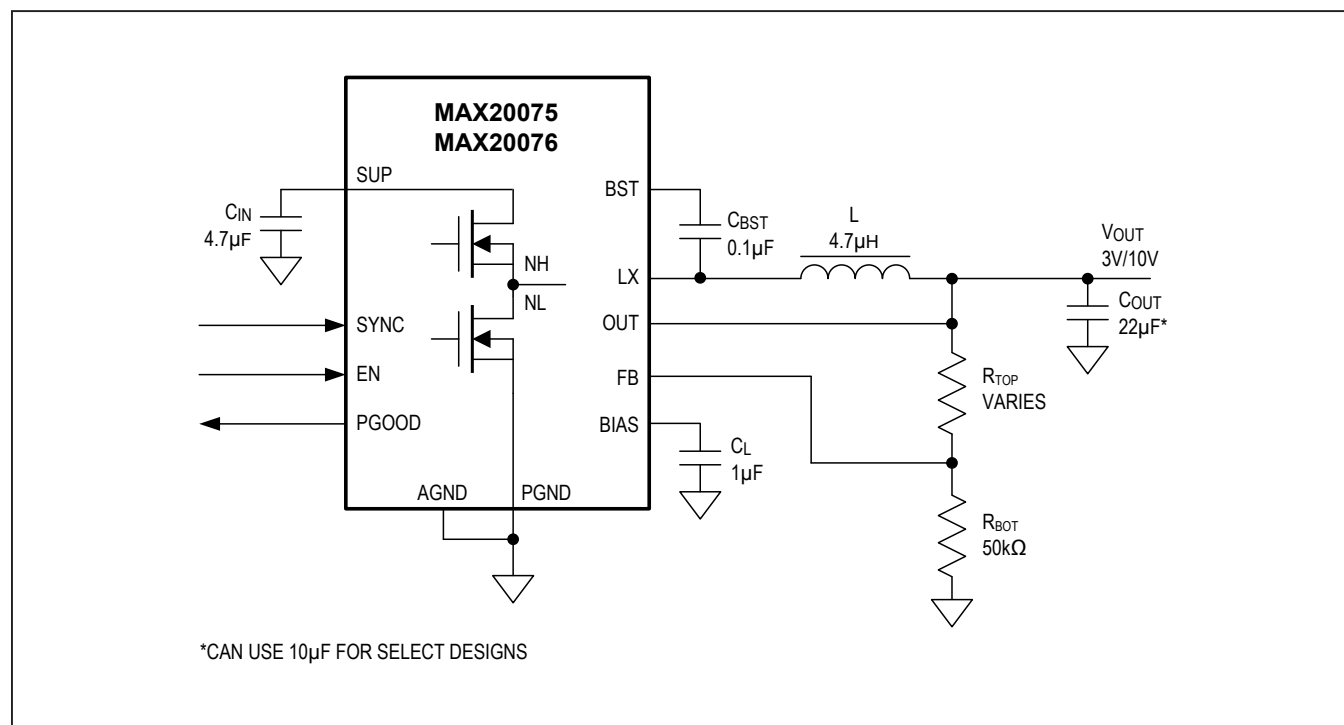 MAX20075
MAX20076
SUP
BST
CIN
4.7µF
CBST
0.1µF
L
4.7µH
VOUT
3V/10V
NH
NL
LX
COUT
22µF*
SYNC
OUT
EN
FB
RTOP
VARIES
PGOOD
BIAS
CL
1µF
AGND
PGND
RBOT
50kΩ
*CAN USE 10µF FOR SELECT DESIGNS